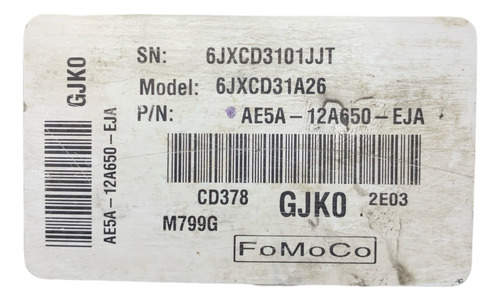 SN: 6JXCD3101JJT
Model: 6JXCD31A26
P/N: AE5A-12A650-EJA
CD378 GJK0 2E03
M799G
FoMoCo
GJK0
AE5A-12A650-EJA